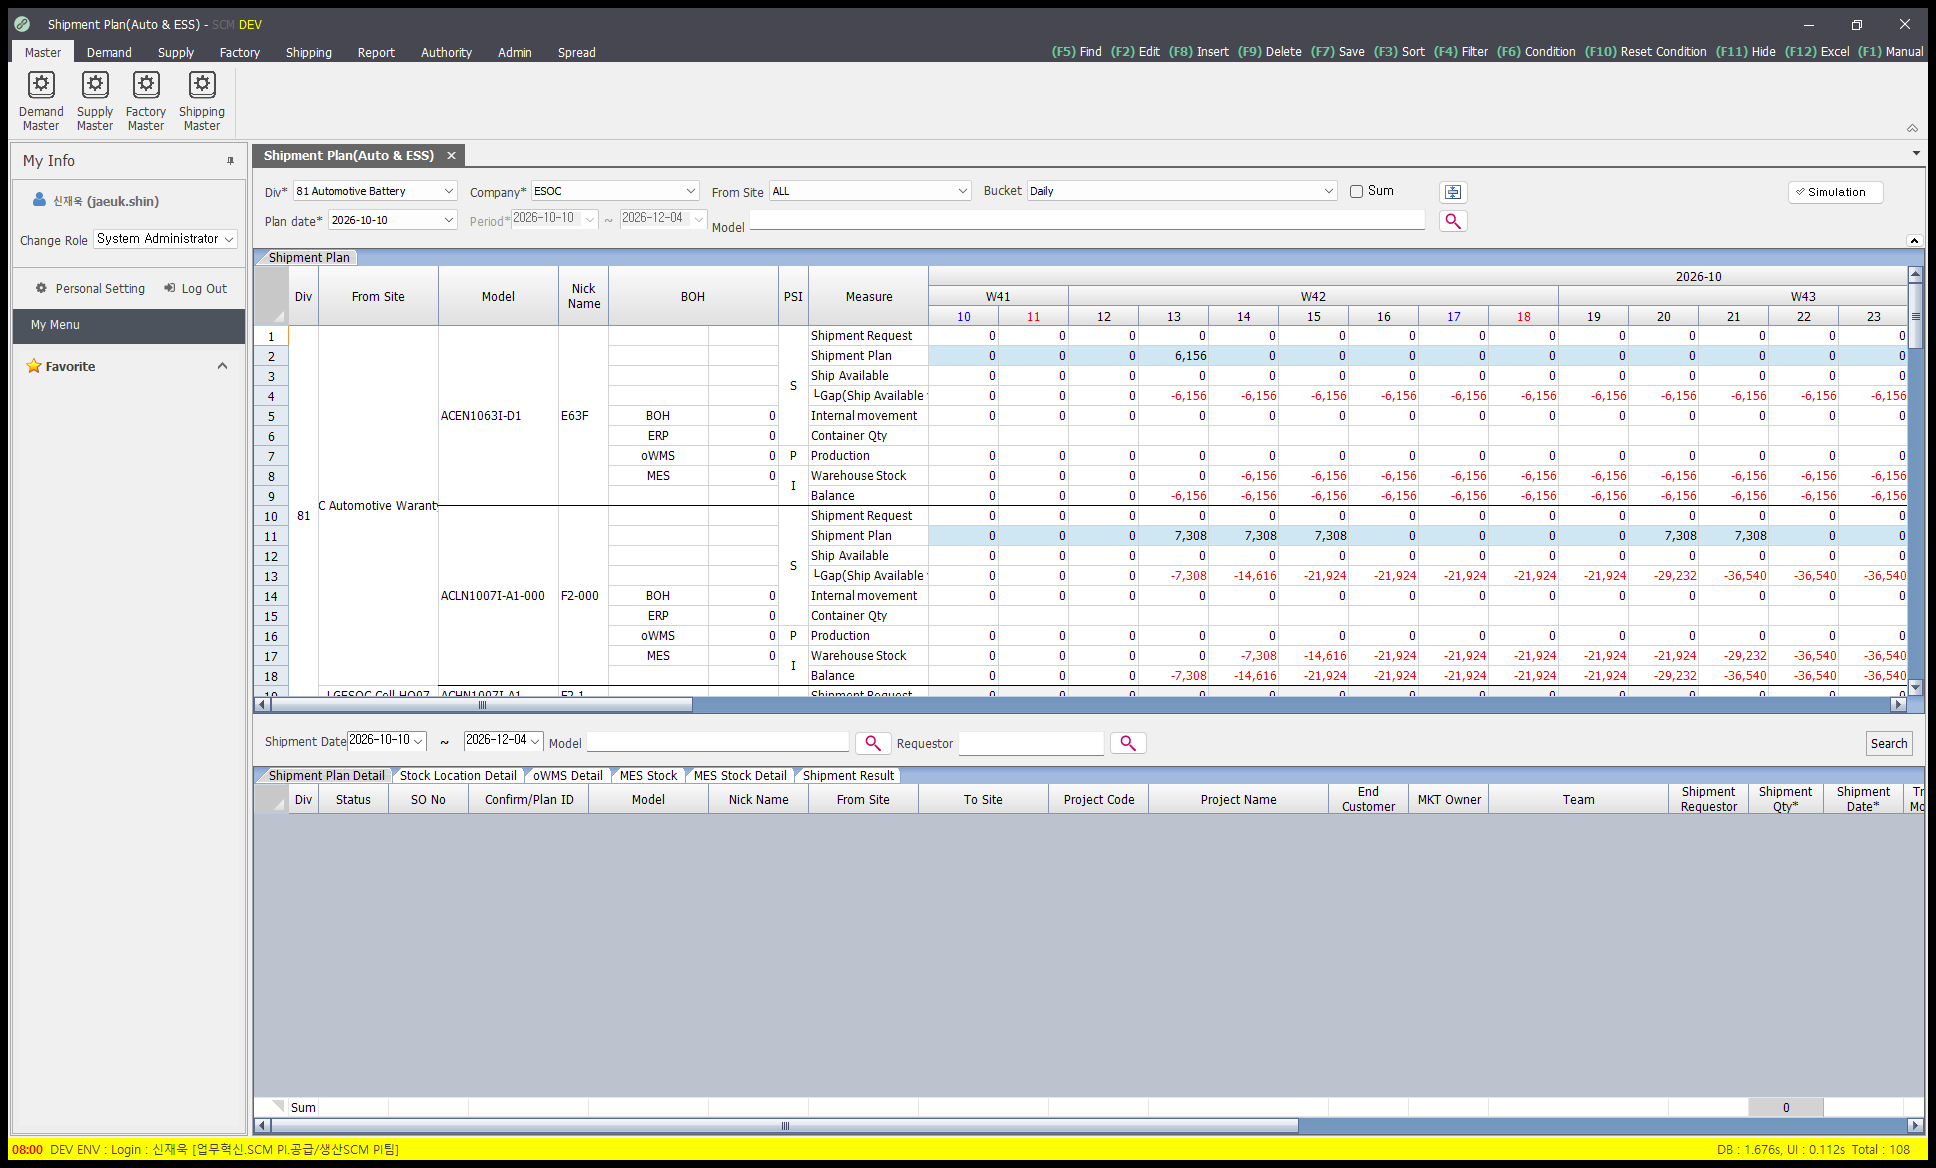 Shipment Plan(Auto & ESS) - SCM DEV
Master Demand Supply Factory Shipping Report Authority Admin Spread (F5) Find (F2) Edit (F8) Insert (F9) Delete (F7) Save (F3) Sort (F4) Filter (F6) Condition (F10) Reset Condition (F11) Hide (F12) Excel (F1) Manual
Demand Master Supply Master Factory Master Shipping Master
My Info
신재욱 (jaeuk.shin)
Change Role System Administrator
Personal Setting Log Out
My Menu
Favorite
Shipment Plan(Auto & ESS)
Div* 81 Automotive Battery Company* ESOC From Site ALL Bucket Daily Sum Simulation
Plan date* 2026-10-10 Period* 2026-10-10 ~ 2026-12-04 Model
Shipment Plan
Div From Site Model Nick Name BOH PSI Measure 2026-10
W41 W42 W43
10 11 12 13 14 15 16 17 18 19 20 21 22 23
1 Shipment Request 0 0 0 0 0 0 0 0 0 0 0 0 0 0
2 Shipment Plan 0 0 0 6,156 0 0 0 0 0 0 0 0 0 0
3 Ship Available 0 0 0 0 0 0 0 0 0 0 0 0 0 0
4 S └Gap(Ship Available 0 0 0 -6,156 -6,156 -6,156 -6,156 -6,156 -6,156 -6,156 -6,156 -6,156 -6,156 -6,156
5 ACEN1063I-D1 E63F BOH 0 Internal movement 0 0 0 0 0 0 0 0 0 0 0 0 0 0
6 ERP 0 Container Qty
7 oWMS 0 P Production 0 0 0 0 0 0 0 0 0 0 0 0 0 0
8 MES 0 I Warehouse Stock 0 0 0 0 -6,156 -6,156 -6,156 -6,156 -6,156 -6,156 -6,156 -6,156 -6,156 -6,156
9 Balance 0 0 0 -6,156 -6,156 -6,156 -6,156 -6,156 -6,156 -6,156 -6,156 -6,156 -6,156 -6,156
C Automotive Warant
10 81 Shipment Request 0 0 0 0 0 0 0 0 0 0 0 0 0 0
11 Shipment Plan 0 0 0 7,308 7,308 7,308 0 0 0 0 7,308 7,308 0 0
12 Ship Available 0 0 0 0 0 0 0 0 0 0 0 0 0 0
13 S └Gap(Ship Available 0 0 0 -7,308 -14,616 -21,924 -21,924 -21,924 -21,924 -21,924 -29,232 -36,540 -36,540 -36,540
14 ACLN1007I-A1-000 F2-000 BOH 0 Internal movement 0 0 0 0 0 0 0 0 0 0 0 0 0 0
15 ERP 0 Container Qty
16 oWMS 0 P Production 0 0 0 0 0 0 0 0 0 0 0 0 0 0
17 MES 0 I Warehouse Stock 0 0 0 0 -7,308 -14,616 -21,924 -21,924 -21,924 -21,924 -21,924 -29,232 -36,540 -36,540
18 Balance 0 0 0 -7,308 -14,616 -21,924 -21,924 -21,924 -21,924 -21,924 -29,232 -36,540 -36,540 -36,540
19 LGESOC Cell HQ07 ACHN1007I-A1 F2-1 Shipment Request 0 0 0 0 0 0 0 0 0 0 0 0 0 0
Shipment Date 2026-10-10 ~ 2026-12-04 Model Requestor Search
Shipment Plan Detail Stock Location Detail oWMS Detail MES Stock MES Stock Detail Shipment Result
Div Status SO No Confirm/Plan ID Model Nick Name From Site To Site Project Code Project Name End Customer MKT Owner Team Shipment Requestor Shipment Qty* Shipment Date* Tr Mo
Sum 0
08:00 DEV ENV : Login : 신재욱 [업무혁신.SCM PI.공급/생산SCM PI팀] DB : 1.676s, UI : 0.112s Total : 108